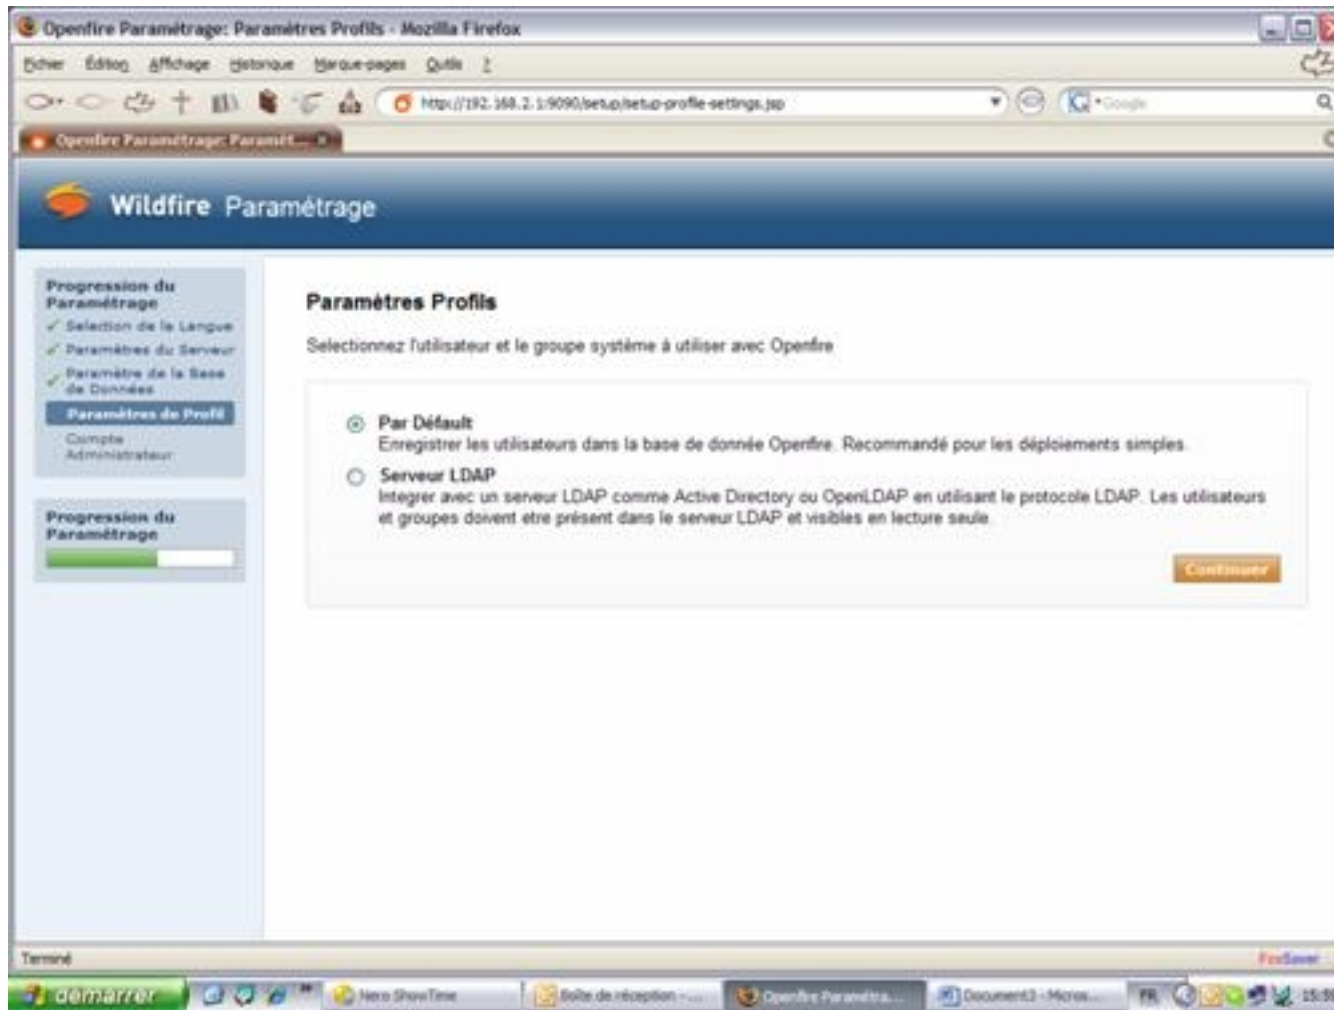 Openfire Paramétrage: Paramètres Profils - Mozilla Firefox
Fichier Édition Affichage Historique Marque-pages Outils ?
http://192.168.2.1:9090/setup/setup-profile-settings.jsp
Google
Openfire Paramétrage: Paramèt...
Wildfire Paramétrage
Progression du
Paramétrage
Selection de la Langue
Paramètres du Serveur
Paramètre de la Base
de Données
Paramètres de Profil
Compte
Administrateur
Progression du
Paramétrage
Paramètres Profils
Selectionnez l'utilisateur et le groupe système à utiliser avec Openfire
Par Défault
Enregistrer les utilisateurs dans la base de donnée Openfire. Recommandé pour les déploiements simples.
Serveur LDAP
Integrer avec un serveur LDAP comme Active Directory ou OpenLDAP en utilisant le protocole LDAP. Les utilisateurs
et groupes doivent etre présent dans le serveur LDAP et visibles en lecture seule.
Continuer
Terminé
FoxSaver
démarrer
Nero ShowTime
Boîte de réception - ...
Openfire Paramétra...
Document3 - Micros...
FR